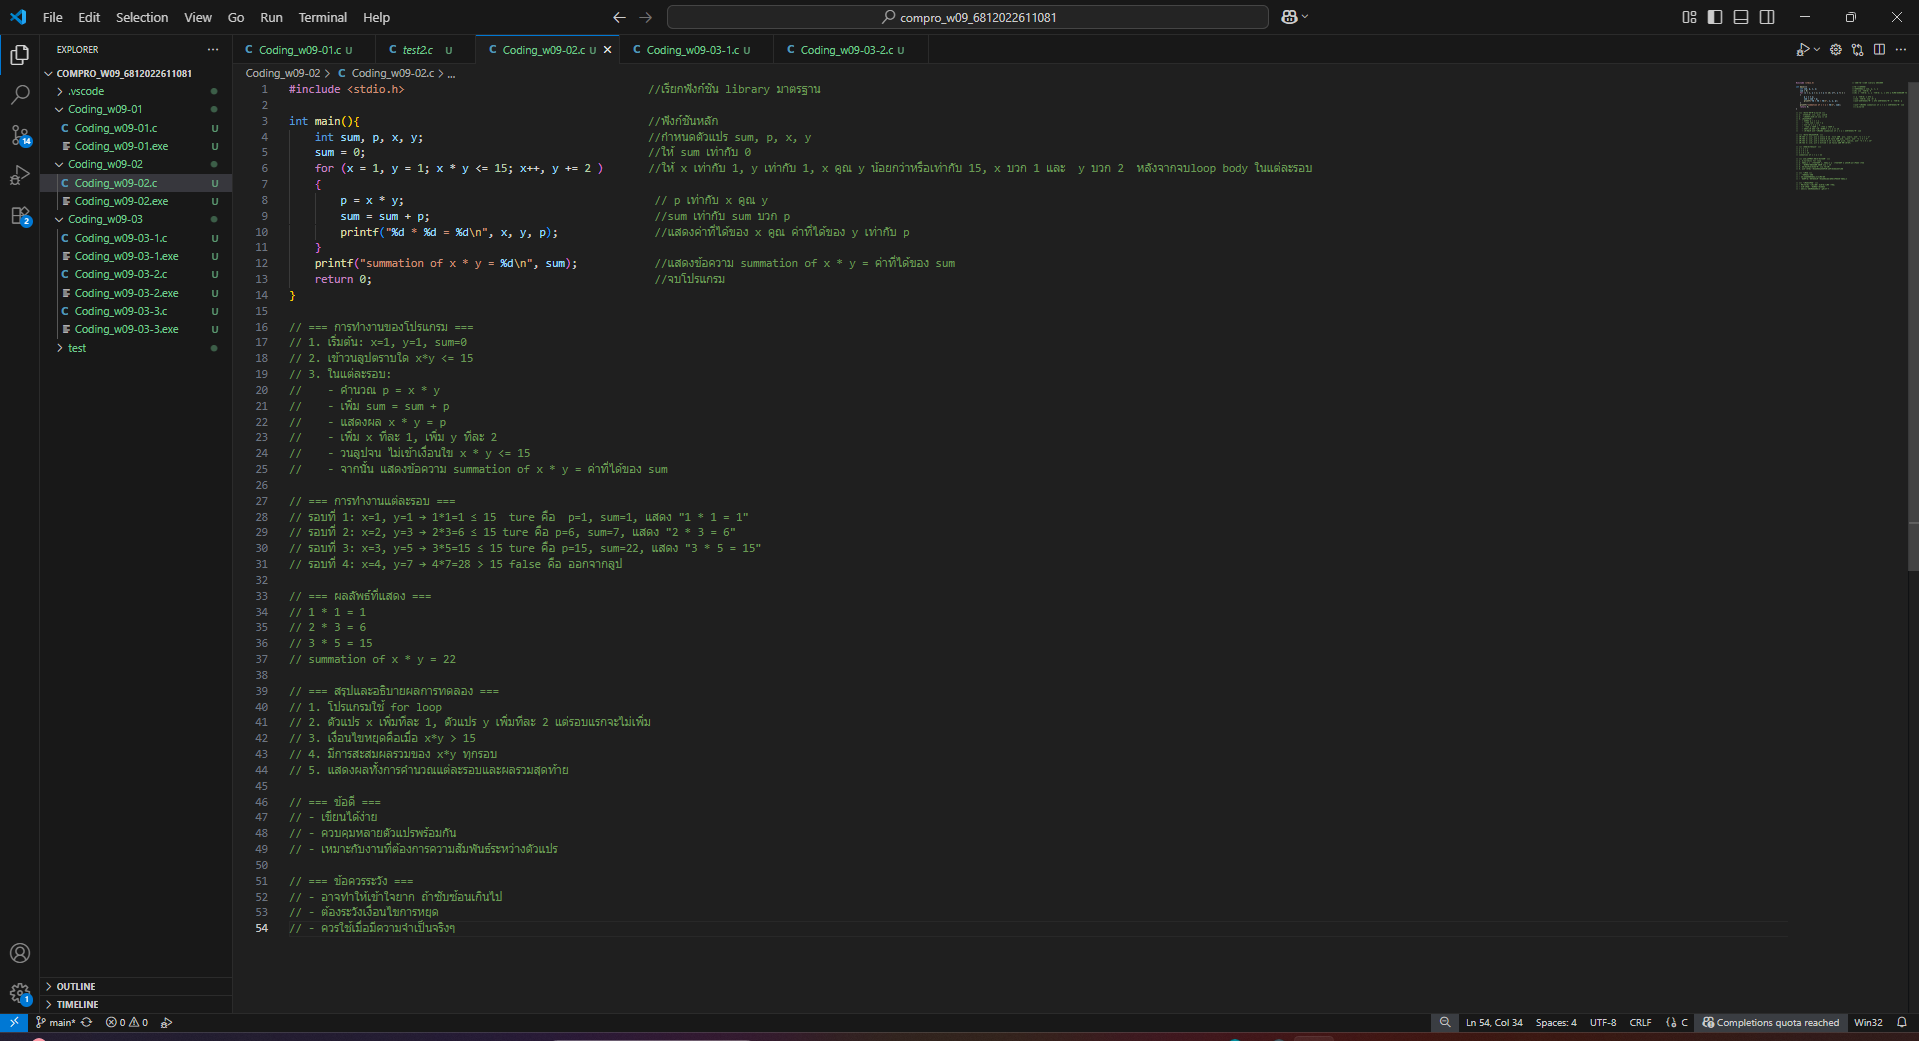 File Edit Selection View Go Run Terminal Help
compro_w09_6812022611081
EXPLORER
COMPRO_W09_6812022611081
.vscode
Coding_w09-01
C Coding_w09-01.c U
Coding_w09-01.exe U
Coding_w09-02
C Coding_w09-02.c U
Coding_w09-02.exe U
Coding_w09-03
C Coding_w09-03-1.c U
Coding_w09-03-1.exe U
C Coding_w09-03-2.c U
Coding_w09-03-2.exe U
C Coding_w09-03-3.c U
Coding_w09-03-3.exe U
test
14
2
1
OUTLINE
TIMELINE
C Coding_w09-01.c U C test2.c U C Coding_w09-02.c U C Coding_w09-03-1.c U C Coding_w09-03-2.c U
Coding_w09-02 > C Coding_w09-02.c > ...
1 #include <stdio.h> //เรียกฟังก์ชัน library มาตรฐาน
2
3 int main(){ //ฟังก์ชันหลัก
4 int sum, p, x, y; //กำหนดตัวแปร sum, p, x, y
5 sum = 0; //ให้ sum เท่ากับ 0
6 for (x = 1, y = 1; x * y <= 15; x++, y += 2 ) //ให้ x เท่ากับ 1, y เท่ากับ 1, x คูณ y น้อยกว่าหรือเท่ากับ 15, x บวก 1 และ y บวก 2 หลังจากจบloop body ในแต่ละรอบ
7 {
8 p = x * y; // p เท่ากับ x คูณ y
9 sum = sum + p; //sum เท่ากับ sum บวก p
10 printf("%d * %d = %d\n", x, y, p); //แสดงค่าที่ได้ของ x คูณ ค่าที่ได้ของ y เท่ากับ p
11 }
12 printf("summation of x * y = %d\n", sum); //แสดงข้อความ summation of x * y = ค่าที่ได้ของ sum
13 return 0; //จบโปรแกรม
14 }
15
16 // === การทำงานของโปรแกรม ===
17 // 1. เริ่มต้น: x=1, y=1, sum=0
18 // 2. เข้าวนลูปตราบใด x*y <= 15
19 // 3. ในแต่ละรอบ:
20 // - คำนวณ p = x * y
21 // - เพิ่ม sum = sum + p
22 // - แสดงผล x * y = p
23 // - เพิ่ม x ทีละ 1, เพิ่ม y ทีละ 2
24 // - วนลูปจน ไม่เข้าเงื่อนไข x * y <= 15
25 // - จากนั้น แสดงข้อความ summation of x * y = ค่าที่ได้ของ sum
26
27 // === การทำงานแต่ละรอบ ===
28 // รอบที่ 1: x=1, y=1 → 1*1=1 ≤ 15 ture คือ p=1, sum=1, แสดง "1 * 1 = 1"
29 // รอบที่ 2: x=2, y=3 → 2*3=6 ≤ 15 ture คือ p=6, sum=7, แสดง "2 * 3 = 6"
30 // รอบที่ 3: x=3, y=5 → 3*5=15 ≤ 15 ture คือ p=15, sum=22, แสดง "3 * 5 = 15"
31 // รอบที่ 4: x=4, y=7 → 4*7=28 > 15 false คือ ออกจากลูป
32
33 // === ผลลัพธ์ที่แสดง ===
34 // 1 * 1 = 1
35 // 2 * 3 = 6
36 // 3 * 5 = 15
37 // summation of x * y = 22
38
39 // === สรุปและอธิบายผลการทดลอง ===
40 // 1. โปรแกรมใช้ for loop
41 // 2. ตัวแปร x เพิ่มทีละ 1, ตัวแปร y เพิ่มทีละ 2 แต่รอบแรกจะไม่เพิ่ม
42 // 3. เงื่อนไขหยุดคือเมื่อ x*y > 15
43 // 4. มีการสะสมผลรวมของ x*y ทุกรอบ
44 // 5. แสดงผลทั้งการคำนวณแต่ละรอบและผลรวมสุดท้าย
45
46 // === ข้อดี ===
47 // - เขียนได้ง่าย
48 // - ควบคุมหลายตัวแปรพร้อมกัน
49 // - เหมาะกับงานที่ต้องการความสัมพันธ์ระหว่างตัวแปร
50
51 // === ข้อควรระวัง ===
52 // - อาจทำให้เข้าใจยาก ถ้าซับซ้อนเกินไป
53 // - ต้องระวังเงื่อนไขการหยุด
54 // - ควรใช้เมื่อมีความจำเป็นจริงๆ
main* 0 0 Ln 54, Col 34 Spaces: 4 UTF-8 CRLF {} C Completions quota reached Win32